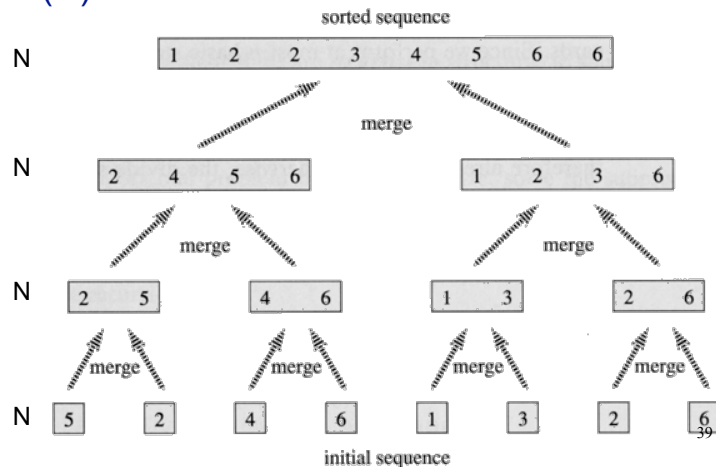 sorted sequence
N 1 2 2 3 4 5 6 6
merge
N 2 4 5 6 1 2 3 6
merge merge
N 2 5 4 6 1 3 2 6
merge merge merge merge
N 5 2 4 6 1 3 2 6
39
initial sequence